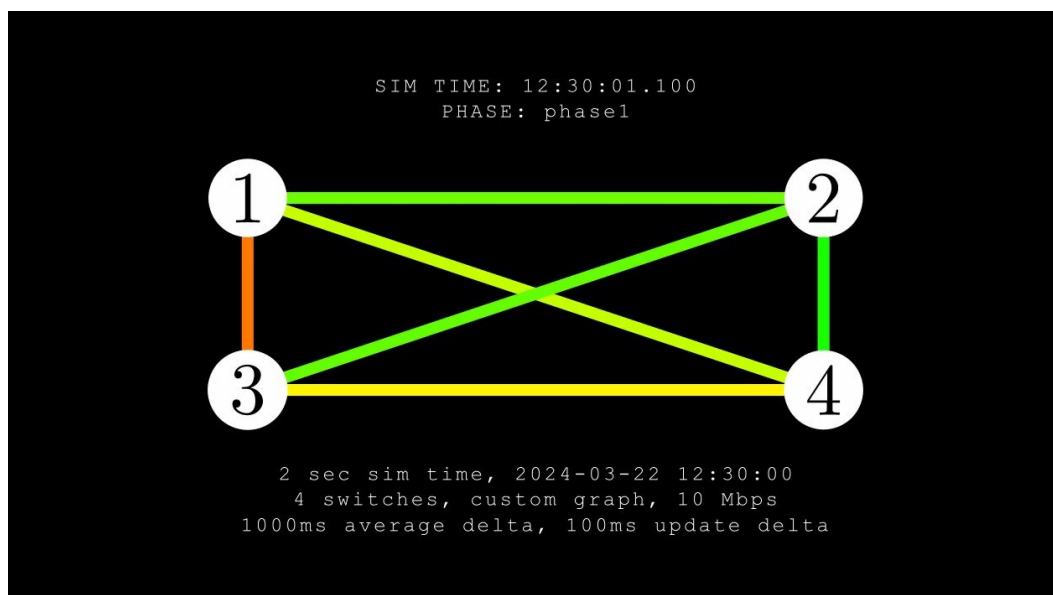 SIM TIME: 12:30:01.100
PHASE: phase1
1 2
3 4
2 sec sim time, 2024-03-22 12:30:00
4 switches, custom graph, 10 Mbps
1000ms average delta, 100ms update delta